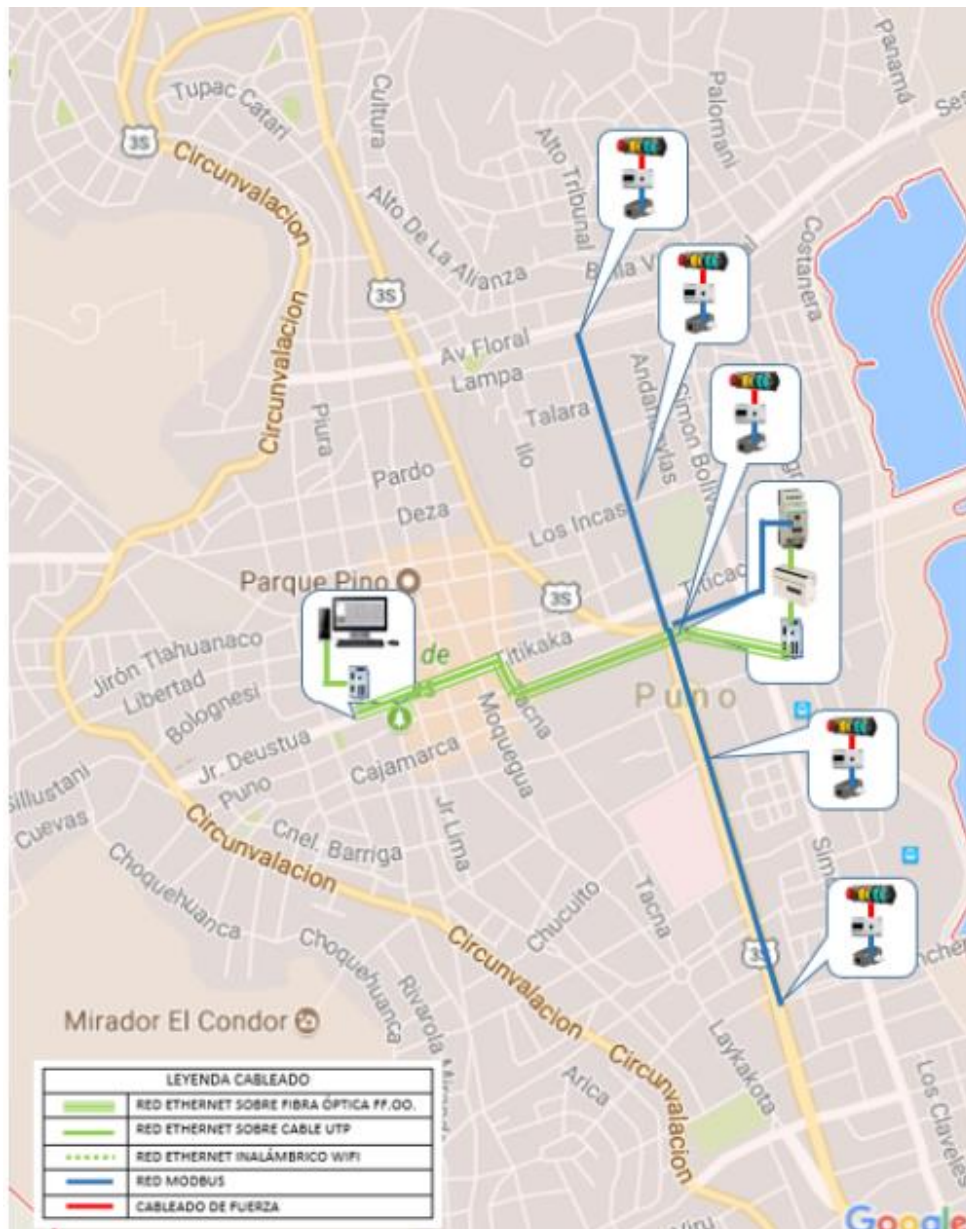 Panamá
Tupac Catari
Cultura
Palomani
3S
Circunvalacion
Alto Tribunal
Alto De La Alianza
Costanera
3S
Av Floral
Lampa
Circunvalacion
Piura
Talara
Ilo
Pardo
Deza
Los Incas
Parque Pino
3S
Jirón Tlahuanaco
Libertad
Bolognesi
de
Puno
Tacna
Moquegua
Jr. Deustua
Cajamarca
Puno
Cuevas
Circunvalacion
Cnel. Barriga
Jr Lima
Choquehuanca
Tacna
Chucuito
3S
Choquehuanca
Circunvalacion
Rivarola
Mirador El Condor
Circunvalacion
Laykakota
Arica
Los Claveles
LEYENDA CABLEADO
RED ETHERNET SOBRE FIBRA ÓPTICA FF.OO.
RED ETHERNET SOBRE CABLE UTP
RED ETHERNET INALÁMBRICO WIFI
RED MODBUS
CABLEADO DE FUERZA
Google